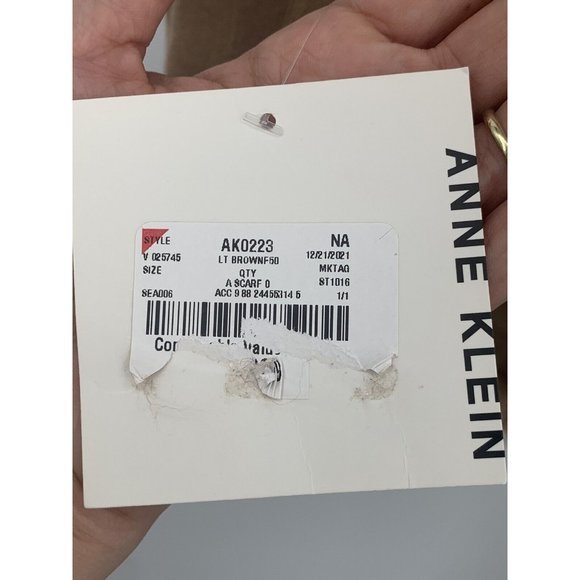 STYLE AK0223 NA
V 025745 LT BROWNF50 12/21/2021
SIZE QTY MKTAG
A SCARF 0 ST1016
SEA006 ACC 9 88 24455314 5 1/1
ANNE KLEIN